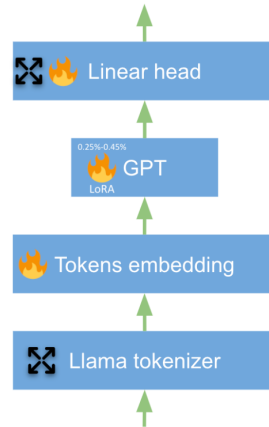 Linear head
0.25%-0.45%
GPT
LoRA
Tokens embedding
Llama tokenizer